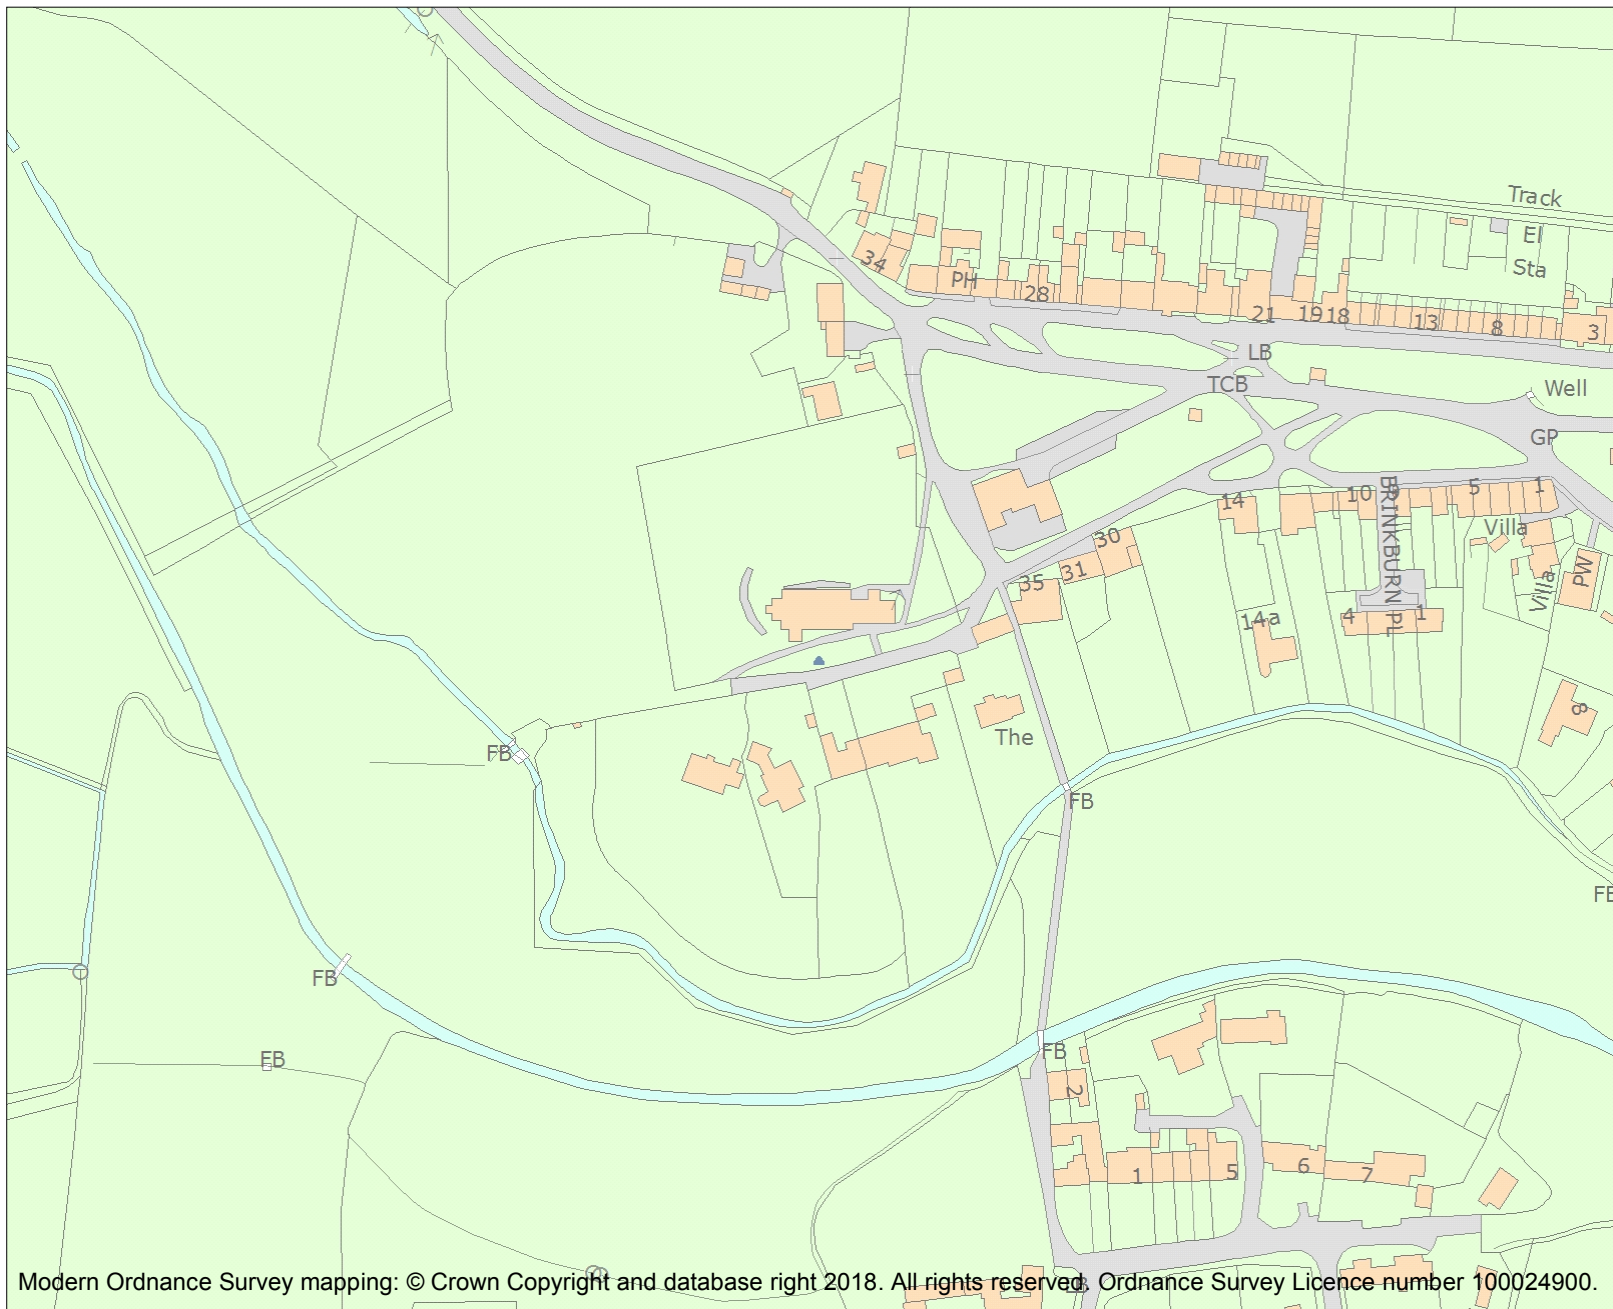 Track
El
Sta
34
PH
28
21
19
18
13
8
3
LB
TCB
Well
GP
BRINKBURN PL
14
10
9
5
1
Villa
30
31
35
PW
Villa
14a
4
1
8
The
FB
FB
FB
FB
FB
FB
2
1
5
6
7
LB
Modern Ordnance Survey mapping: © Crown Copyright and database right 2018. All rights reserved. Ordnance Survey Licence number 100024900.